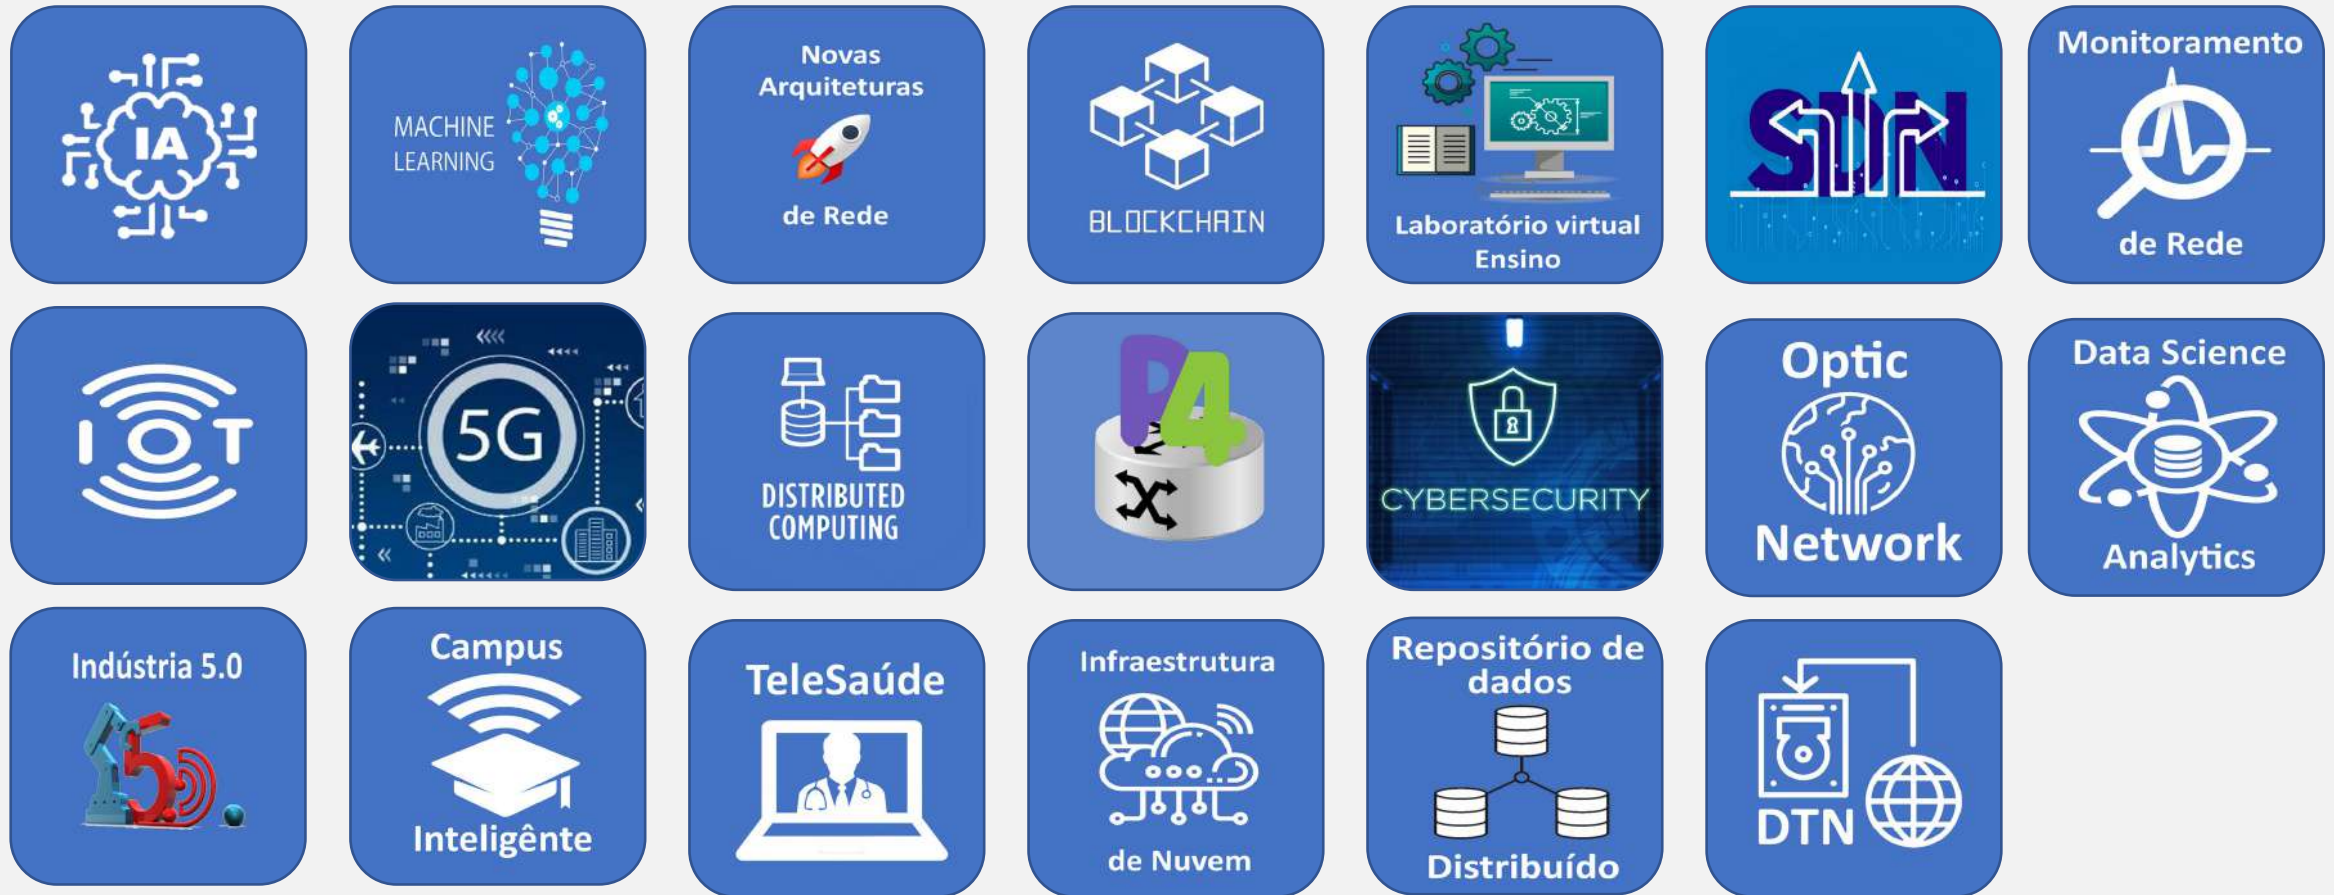 IA
MACHINE
LEARNING
Novas
Arquiteturas
de Rede
BLOCKCHAIN
Laboratório virtual
Ensino
SDN
Monitoramento
de Rede
IOT
5G
DISTRIBUTED
COMPUTING
P4
CYBERSECURITY
Optic
Network
Data Science
Analytics
Indústria 5.0
5
Campus
Inteligênte
TeleSaúde
Infraestrutura
de Nuvem
Repositório de
dados
Distribuído
DTN